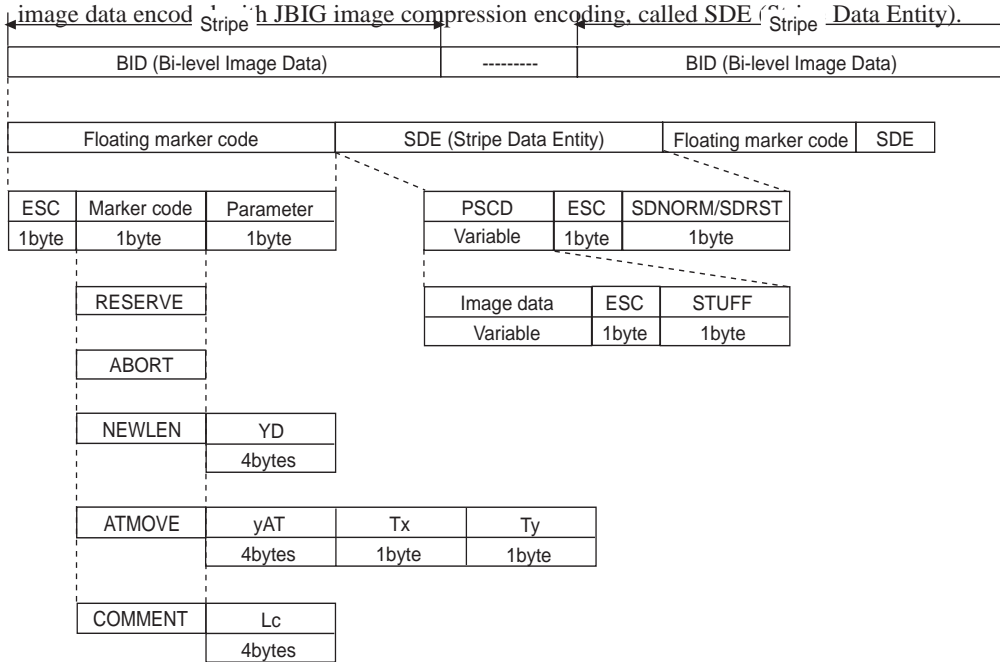 image data encoded with JBIG image compression encoding, called SDE (Stripe Data Entity).
Stripe Stripe
BID (Bi-level Image Data) --------- BID (Bi-level Image Data)
Floating marker code SDE (Stripe Data Entity) Floating marker code SDE
ESC Marker code Parameter PSCD ESC SDNORM/SDRST
1byte 1byte 1byte Variable 1byte 1byte
RESERVE Image data ESC STUFF
Variable 1byte 1byte
ABORT
NEWLEN YD
4bytes
ATMOVE yAT Tx Ty
4bytes 1byte 1byte
COMMENT Lc
4bytes